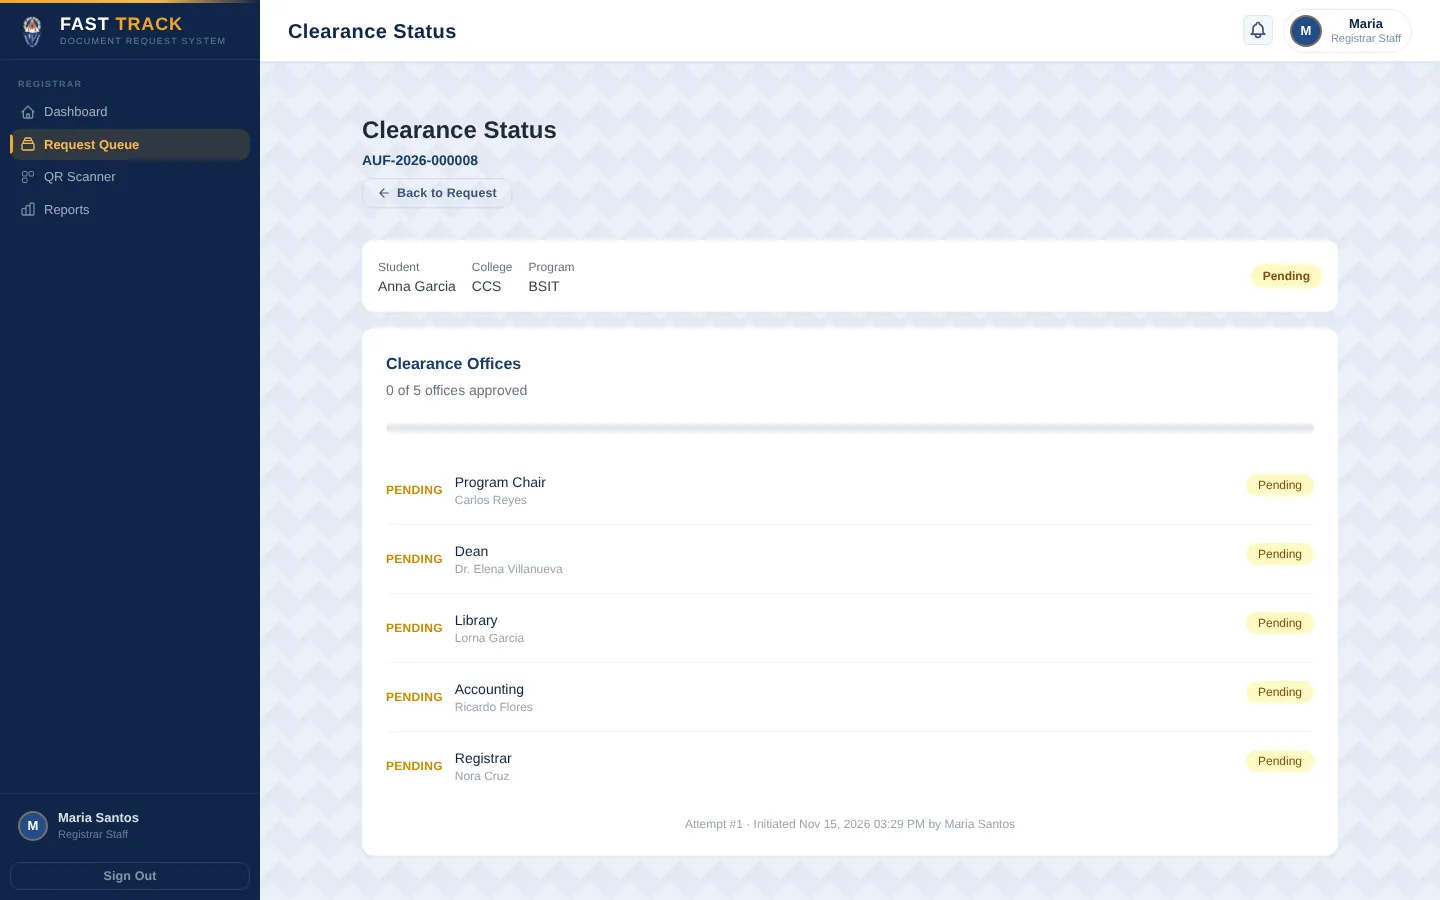 FAST TRACK
DOCUMENT REQUEST SYSTEM
REGISTRAR
Dashboard
Request Queue
QR Scanner
Reports
M
Maria Santos
Registrar Staff
Sign Out
Clearance Status
M
Maria
Registrar Staff
Clearance Status
AUF-2026-000008
Back to Request
Student
Anna Garcia
College
CCS
Program
BSIT
Pending
Clearance Offices
0 of 5 offices approved
PENDING
Program Chair
Carlos Reyes
Pending
PENDING
Dean
Dr. Elena Villanueva
Pending
PENDING
Library
Lorna Garcia
Pending
PENDING
Accounting
Ricardo Flores
Pending
PENDING
Registrar
Nora Cruz
Pending
Attempt #1 · Initiated Nov 15, 2026 03:29 PM by Maria Santos